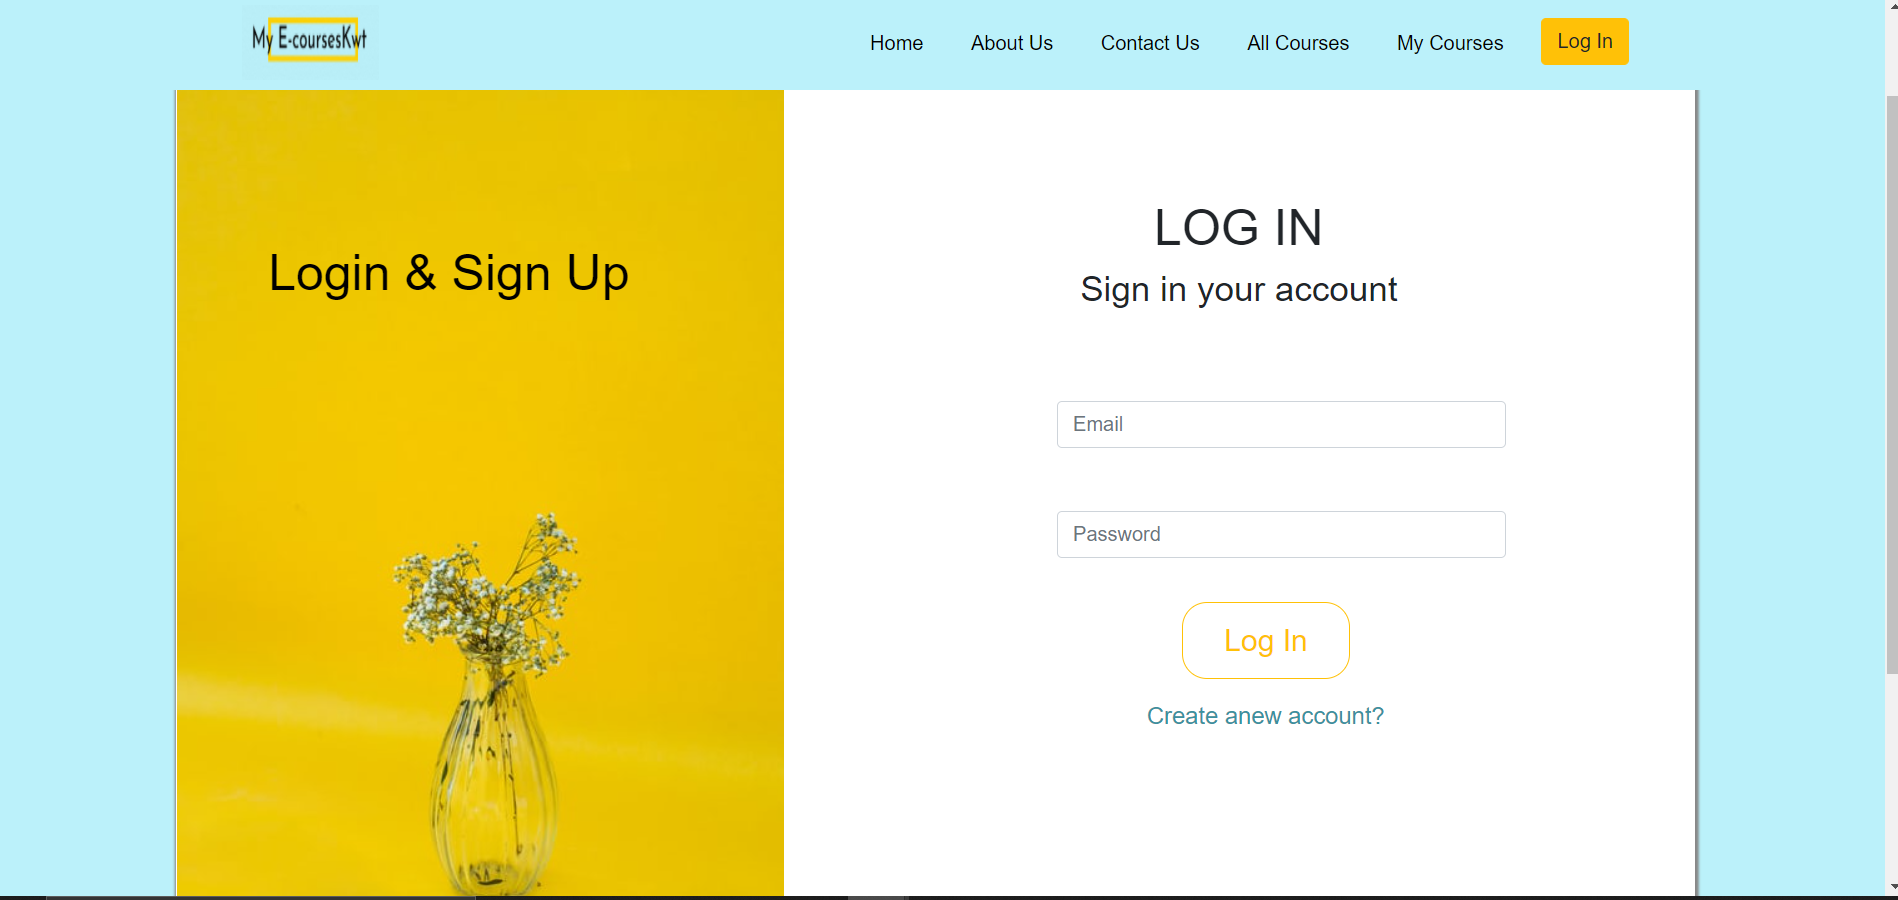 My E-coursesKwt
Home About Us Contact Us All Courses My Courses Log In
Login & Sign Up
LOG IN
Sign in your account
Email
Password
Log In
Create anew account?